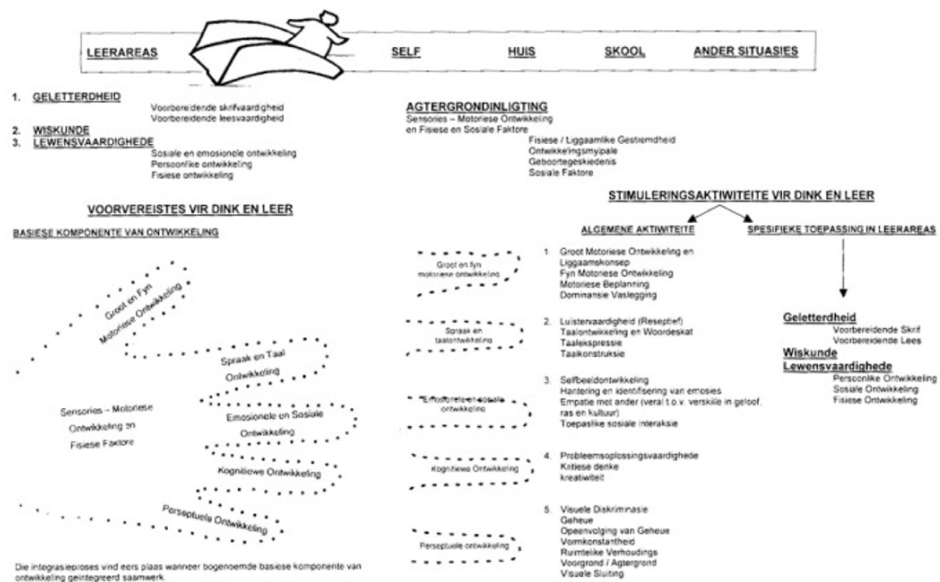 LEERAREAS SELF HUIS SKOOL ANDER SITUASIES
1. GELETTERDHEID
Voorbereidende skrifvaardigheid
Voorbereidende leesvaardigheid
2. WISKUNDE
3. LEWENSVAARDIGHEDE
Sosiale en emosionele ontwikkeling
Persoonlike ontwikkeling
Fisiese ontwikkeling
AGTERGRONDINLIGTING
Sensories – Motoriese Ontwikkeling
en Fisiese en Sosiale Faktore
Fisiese / Liggaamlike Gestremdheid
Ontwikkelingsmylpale
Geboortegeskiedenis
Sosiale Faktore
VOORVEREISTES VIR DINK EN LEER
BASIESE KOMPONENTE VAN ONTWIKKELING
Groot en Fyn
Motoriese Ontwikkeling
Spraak en Taal
Ontwikkeling
Sensories – Motoriese
Ontwikkeling en
Fisiese Faktore
Emosionele en Sosiale
Ontwikkeling
Kognitiewe Ontwikkeling
Perseptuele Ontwikkeling
Die integrasieproses vind eers plaas wanneer bogenoemde basiese komponente van
ontwikkeling geïntegreerd saamwerk.
STIMULERINGSAKTIWITEITE VIR DINK EN LEER
ALGEMENE AKTIWITEITE
SPESIFIEKE TOEPASSING IN LEERAREAS
Groot en fyn
motoriese ontwikkeling
1. Groot Motoriese Ontwikkeling en
Liggaamskonsep
Fyn Motoriese Ontwikkeling
Motoriese Beplanning
Dominansie Vaslegging
Spraak en
taalontwikkeling
2. Luistervaardigheid (Reseptief)
Taalontwikkeling en Woordeskat
Taalekspressie
Taakonstruksie
Emosionele en sosiale
ontwikkeling
3. Selfbeeldontwikkeling
Hantering en identifisering van emosies
Empatie met ander (veral t.o.v. verskille in geloof,
ras en kultuur)
Toepaslike sosiale interaksie
Kognitiewe Ontwikkeling
4. Probleemsoplossingsvaardighede
Kritiese denke
kreatiwiteit
Perseptuele ontwikkeling
5. Visuele Diskriminasie
Geheue
Opeenvolging van Geheue
Vormkonstantheid
Ruimtelike Verhoudings
Voorgrond / Agtergrond
Visuele Sluiting
Geletterdheid
Voorbereidende Skrif
Voorbereidende Lees
Wiskunde
Lewensvaardighede
Persoonlike Ontwikkeling
Sosiale Ontwikkeling
Fisiese Ontwikkeling